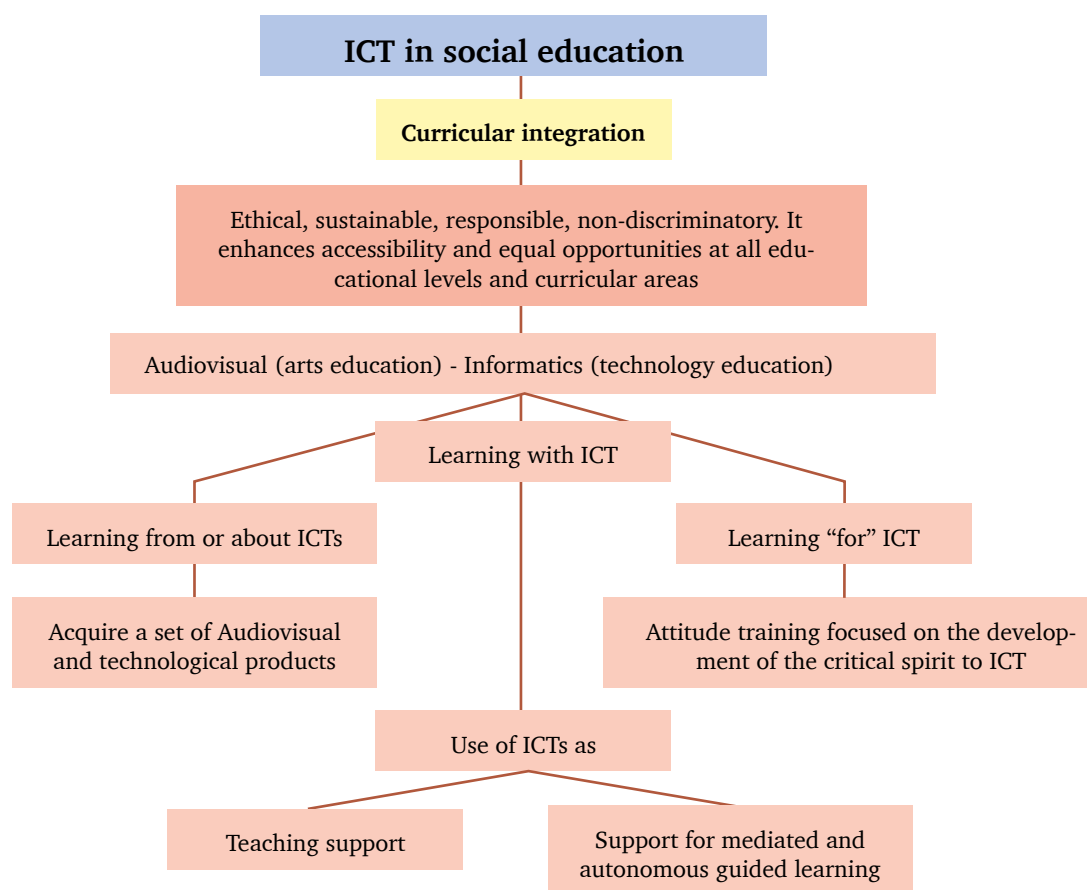 ICT in social education
Curricular integration
Ethical, sustainable, responsible, non-discriminatory. It
enhances accessibility and equal opportunities at all edu-
cational levels and curricular areas
Audiovisual (arts education) - Informatics (technology education)
Learning with ICT
Learning from or about ICTs
Learning “for” ICT
Acquire a set of Audiovisual
and technological products
Attitude training focused on the develop-
ment of the critical spirit to ICT
Use of ICTs as
Teaching support
Support for mediated and
autonomous guided learning